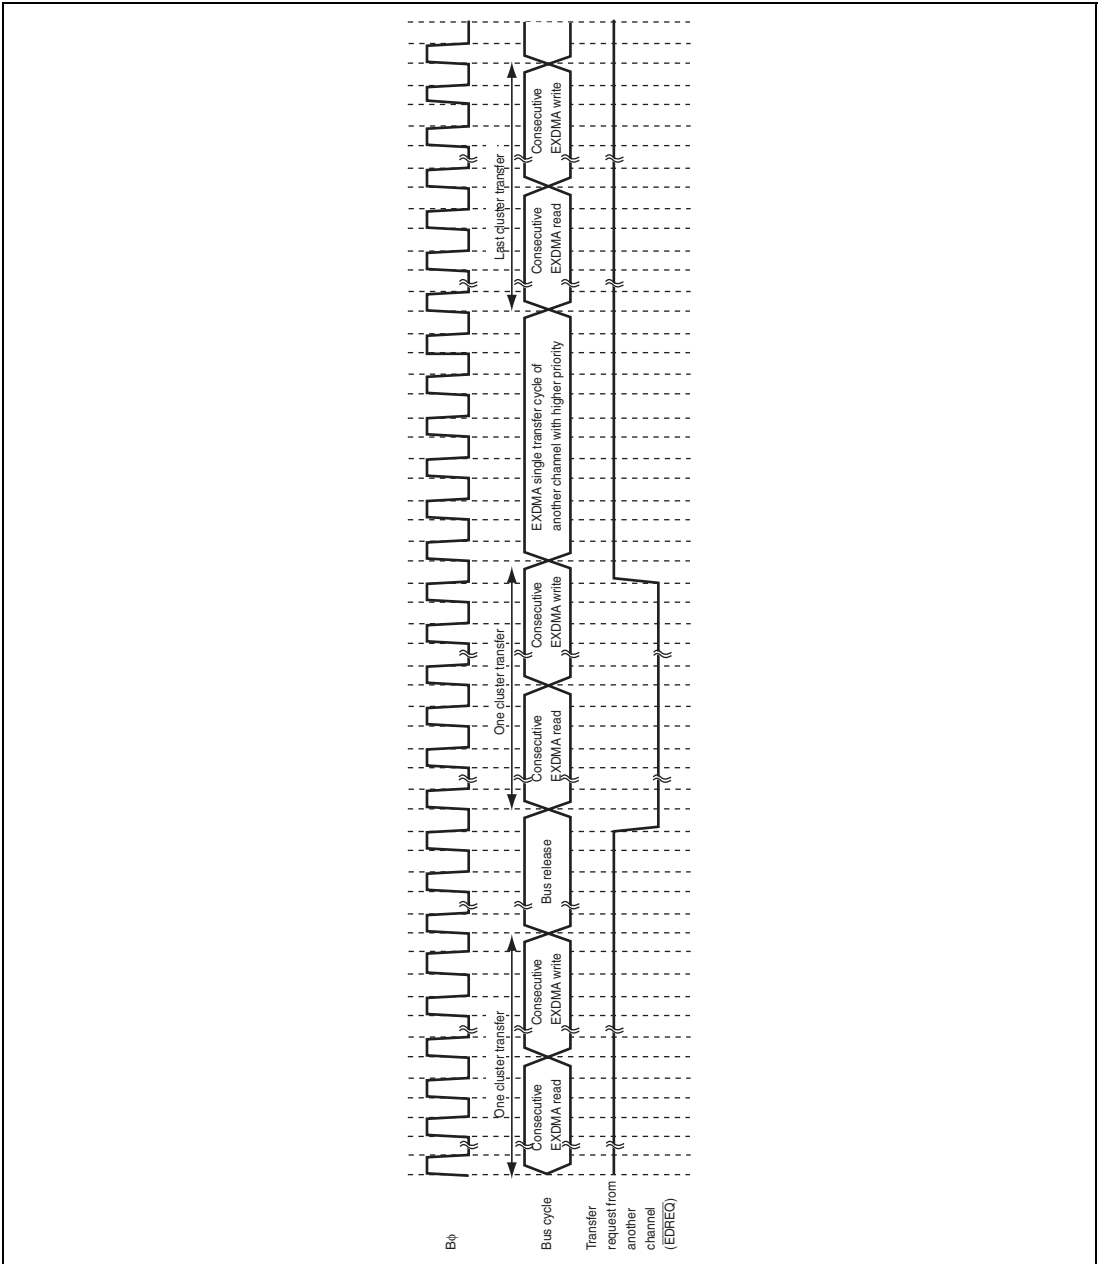 Bϕ
Bus cycle
Transfer
request from
another
channel
(EDREQ)
One cluster transfer
Consecutive
EXDMA read
Consecutive
EXDMA write
Bus release
One cluster transfer
Consecutive
EXDMA read
Consecutive
EXDMA write
EXDMA single transfer cycle of
another channel with higher priority
Last cluster transfer
Consecutive
EXDMA read
Consecutive
EXDMA write